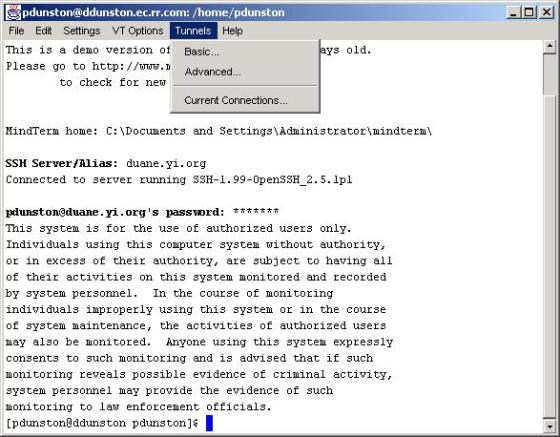 pdunston@ddunston.ec.rr.com: /home/pdunston
File Edit Settings VT Options Tunnels Help
Basic...
Advanced...
Current Connections...
This is a demo version of ays old.
Please go to http://www.m
to check for new
MindTerm home: C:\Documents and Settings\Administrator\mindterm\
SSH Server/Alias: duane.yi.org
Connected to server running SSH-1.99-OpenSSH_2.5.1p1
pdunston@duane.yi.org's password: *******
This system is for the use of authorized users only.
Individuals using this computer system without authority,
or in excess of their authority, are subject to having all
of their activities on this system monitored and recorded
by system personnel.  In the course of monitoring
individuals improperly using this system or in the course
of system maintenance, the activities of authorized users
may also be monitored.  Anyone using this system expressly
consents to such monitoring and is advised that if such
monitoring reveals possible evidence of criminal activity,
system personnel may provide the evidence of such
monitoring to law enforcement officials.
[pdunston@ddunston pdunston]$